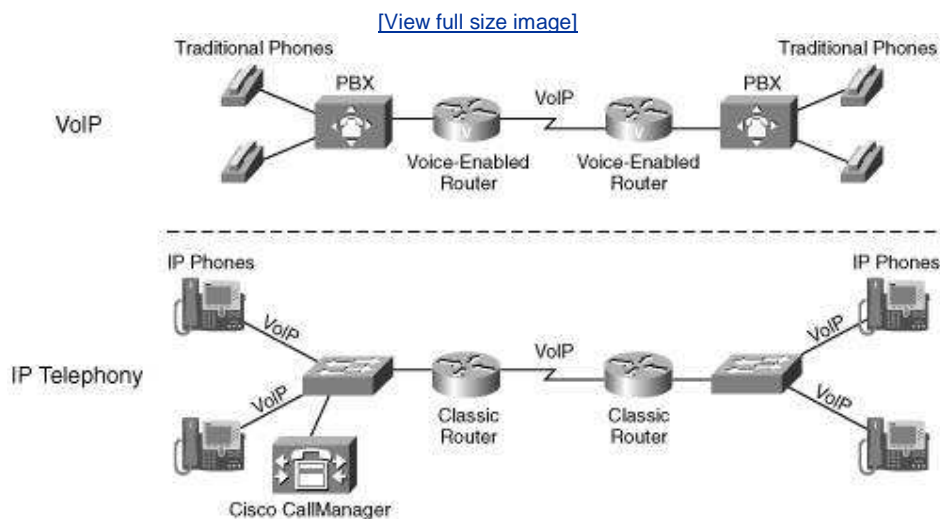 [View full size image]
Traditional Phones
Traditional Phones
PBX
PBX
VoIP
VoIP
V
V
Voice-Enabled
Router
Voice-Enabled
Router
IP Phones
IP Phones
VoIP
VoIP
VoIP
IP Telephony
VoIP
VoIP
Classic
Router
Classic
Router
Cisco CallManager